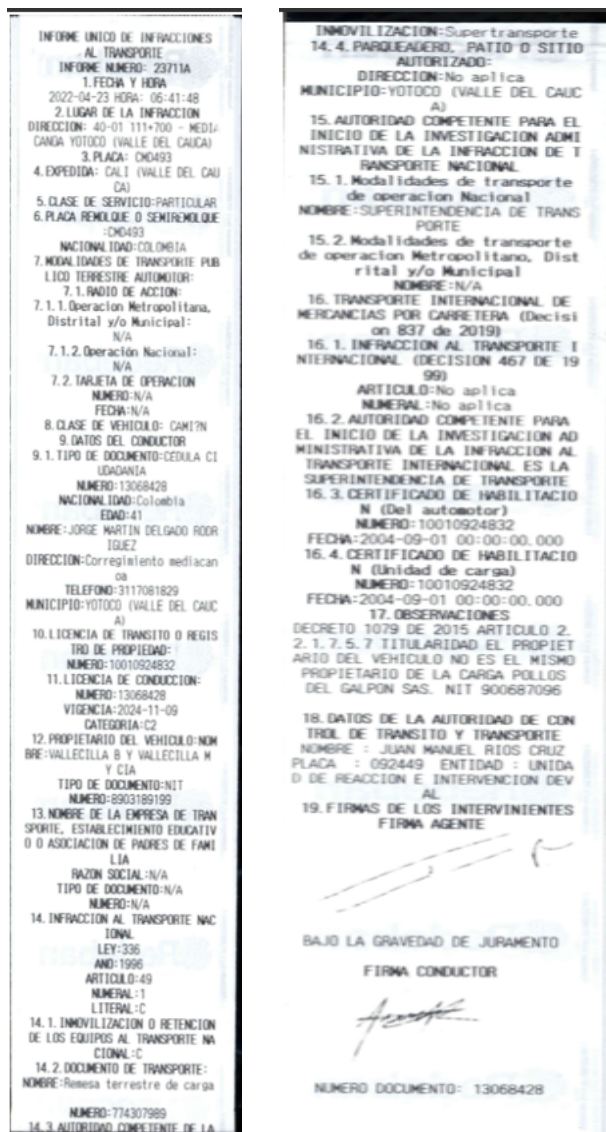 INFORME UNICO DE INFRACCIONES
AL TRANSPORTE
INFORME NUMERO: 23711A
1.FECHA Y HORA
2022-04-23 HORA: 06:41:48
2.LUGAR DE LA INFRACCION
DIRECCION: 40-01 111+700 - MEDIA
CANOA YOTOCO (VALLE DEL CAUCA)
3.PLACA: CMO493
4.EXPEDIDA: CALI (VALLE DEL CAU
CA)
5.CLASE DE SERVICIO:PARTICULAR
6.PLACA REMOLQUE O SEMIREMOLQUE
:CMO493
NACIONALIDAD:COLOMBIA
7.MODALIDADES DE TRANSPORTE PUB
LICO TERRESTRE AUTOMOTOR:
7.1.RADIO DE ACCION:
7.1.1.Operacion Metropolitana,
Distrital y/o Municipal:
N/A
7.1.2.Operación Nacional:
N/A
7.2.TARJETA DE OPERACION
NUMERO:N/A
FECHA:N/A
8.CLASE DE VEHICULO: CAMI?N
9.DATOS DEL CONDUCTOR
9.1.TIPO DE DOCUMENTO:CEDULA CI
UDADANIA
NUMERO:13068428
NACIONALIDAD:Colombia
EDAD:41
NOMBRE:JORGE MARTIN DELGADO RODR
IGUEZ
DIRECCION:Corregimiento mediacan
oa
TELEFONO:3117081829
MUNICIPIO:YOTOCO (VALLE DEL CAUC
A)
10.LICENCIA DE TRANSITO O REGIS
TRO DE PROPIEDAD:
NUMERO:10010924832
11.LICENCIA DE CONDUCCION:
NUMERO:13068428
VIGENCIA:2024-11-09
CATEGORIA:C2
12.PROPIETARIO DEL VEHICULO:NOM
BRE:VALLECILLA B Y VALLECILLA M
Y CIA
TIPO DE DOCUMENTO:NIT
NUMERO:8903189199
13.NOMBRE DE LA EMPRESA DE TRAN
SPORTE, ESTABLECIMIENTO EDUCATIV
O O ASOCIACION DE PADRES DE FAMI
LIA
RAZON SOCIAL:N/A
TIPO DE DOCUMENTO:N/A
NUMERO:N/A
14. INFRACCION AL TRANSPORTE NAC
IONAL
LEY:336
ANO:1996
ARTICULO:49
NUMERAL:1
LITERAL:C
14.1. INMOVILIZACION O RETENCION
DE LOS EQUIPOS AL TRANSPORTE NA
CIONAL:C
14.2.DOCUMENTO DE TRANSPORTE:
NOMBRE:Remesa terrestre de carga
NUMERO:774307989
14.3 AUTORIDAD COMPETENTE DE LA
INMOVILIZACION:Supertransporte
14.4.PARQUEADERO, PATIO O SITIO
AUTORIZADO:
DIRECCION:No aplica
MUNICIPIO:YOTOCO (VALLE DEL CAUC
A)
15.AUTORIDAD COMPETENTE PARA EL
INICIO DE LA INVESTIGACION ADMI
NISTRATIVA DE LA INFRACCION DE T
RANSPORTE NACIONAL
15.1.Modalidades de transporte
de operacion Nacional
NOMBRE:SUPERINTENDENCIA DE TRANS
PORTE
15.2.Modalidades de transporte
de operacion Metropolitano, Dist
rital y/o Municipal
NOMBRE:N/A
16.TRANSPORTE INTERNACIONAL DE
MERCANCIAS POR CARRETERA (Decisi
on 837 de 2019)
16.1.INFRACCION AL TRANSPORTE I
NTERNACIONAL (DECISION 467 DE 19
99)
ARTICULO:No aplica
NUMERAL:No aplica
16.2.AUTORIDAD COMPETENTE PARA
EL INICIO DE LA INVESTIGACION AD
MINISTRATIVA DE LA INFRACCION AL
TRANSPORTE INTERNACIONAL ES LA
SUPERINTENDENCIA DE TRANSPORTE
16.3.CERTIFICADO DE HABILITACIO
N (Del automotor)
NUMERO:10010924832
FECHA:2004-09-01 00:00:00.000
16.4.CERTIFICADO DE HABILITACIO
N (Unidad de carga)
NUMERO:10010924832
FECHA:2004-09-01 00:00:00.000
17.OBSERVACIONES
DECRETO 1079 DE 2015 ARTICULO 2.
2.1.7.5.7 TITULARIDAD EL PROPIET
ARIO DEL VEHICULO NO ES EL MISMO
PROPIETARIO DE LA CARGA POLLOS
DEL GALPON SAS. NIT 900687096
18.DATOS DE LA AUTORIDAD DE CON
TROL DE TRANSITO Y TRANSPORTE
NOMBRE : JUAN MANUEL RIOS CRUZ
PLACA : 092449 ENTIDAD : UNIDA
D DE REACCION E INTERVENCION DEV
AL
19.FIRMAS DE LOS INTERVINIENTES
FIRMA AGENTE
BAJO LA GRAVEDAD DE JURAMENTO
FIRMA CONDUCTOR
NUMERO DOCUMENTO: 13068428